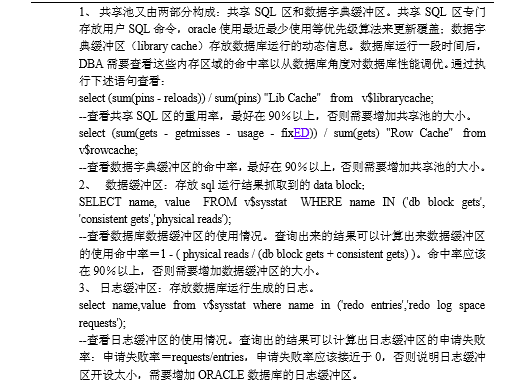 1、 共享池又由两部分构成：共享 SQL 区和数据字典缓冲区。共享 SQL 区专门
存放用户 SQL 命令，oracle 使用最近最少使用等优先级算法来更新覆盖；数据字
典缓冲区（library cache）存放数据库运行的动态信息。数据库运行一段时间后，
DBA 需要查看这些内存区域的命中率以从数据库角度对数据库性能调优。通过执
行下述语句查看：
select (sum(pins - reloads)) / sum(pins) "Lib Cache" from v$librarycache;
--查看共享 SQL 区的重用率，最好在 90％以上，否则需要增加共享池的大小。
select (sum(gets - getmisses - usage - fixED)) / sum(gets) "Row Cache" from
v$rowcache;
--查看数据字典缓冲区的命中率，最好在 90％以上，否则需要增加共享池的大小。
2、 数据缓冲区：存放 sql 运行结果抓取到的 data block；
SELECT name, value FROM v$sysstat WHERE name IN ('db block gets',
'consistent gets','physical reads');
--查看数据库数据缓冲区的使用情况。查询出来的结果可以计算出来数据缓冲区
的使用命中率＝1 - ( physical reads / (db block gets + consistent gets) )。命中率应该
在 90％以上，否则需要增加数据缓冲区的大小。
3、 日志缓冲区：存放数据库运行生成的日志。
select name,value from v$sysstat where name in ('redo entries','redo log space
requests');
--查看日志缓冲区的使用情况。查询出的结果可以计算出日志缓冲区的申请失败
率：申请失败率＝requests/entries，申请失败率应该接近于 0，否则说明日志缓冲
区开设太小，需要增加 ORACLE 数据库的日志缓冲区。